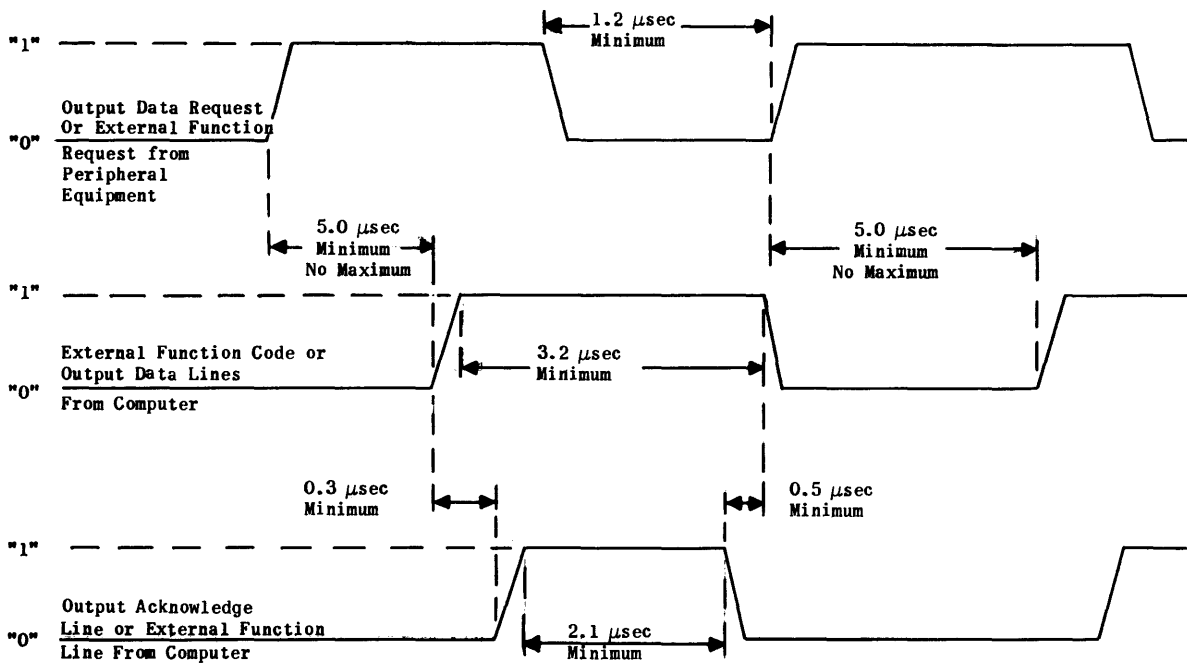 1.2 μsec
Minimum
"1"
Output Data Request
Or External Function
"0"
Request from
Peripheral
Equipment
5.0 μsec
Minimum
No Maximum
5.0 μsec
Minimum
No Maximum
"1"
External Function Code or
Output Data Lines
3.2 μsec
Minimum
"0"
From Computer
0.3 μsec
Minimum
0.5 μsec
Minimum
"1"
Output Acknowledge
Line or External Function
"0"
Line From Computer
2.1 μsec
Minimum